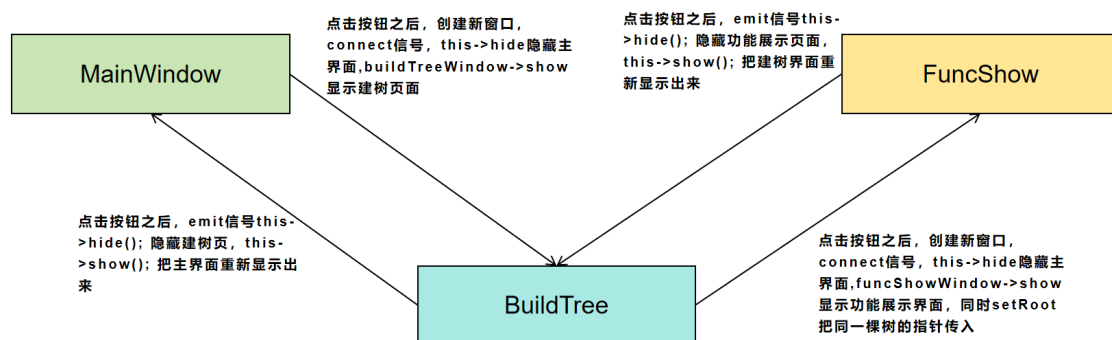 点击按钮之后，创建新窗口，
connect信号，this->hide隐藏主
界面,buildTreeWindow->show
显示建树页面
点击按钮之后，emit信号this-
>hide(); 隐藏功能展示页面，
this->show(); 把建树界面重
新显示出来
MainWindow
FuncShow
点击按钮之后，emit信号this-
>hide(); 隐藏建树页，this-
>show(); 把主界面重新显示出
来
点击按钮之后，创建新窗口，
connect信号，this->hide隐藏主
界面,funcShowWindow->show
显示功能展示界面，同时setRoot
把同一棵树的指针传入
BuildTree